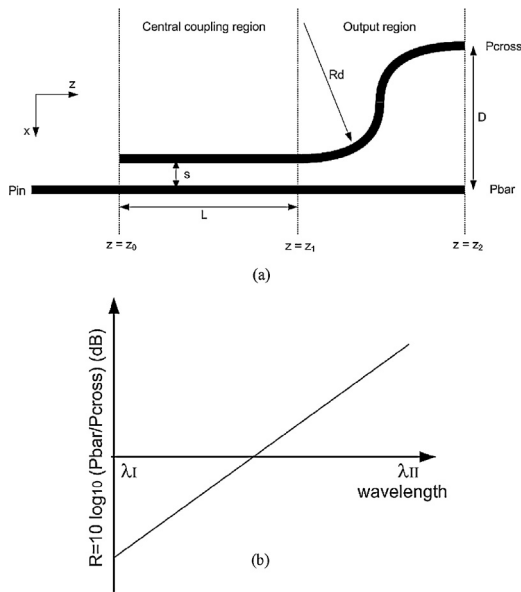 Central coupling region
Output region
Pcross
z
Rd
x
D
s
Pin
Pbar
L
z = z₀
z = z₁
z = z₂
(a)
R=10 log₁₀ (Pbar/Pcross) (dB)
λI
λII
wavelength
(b)